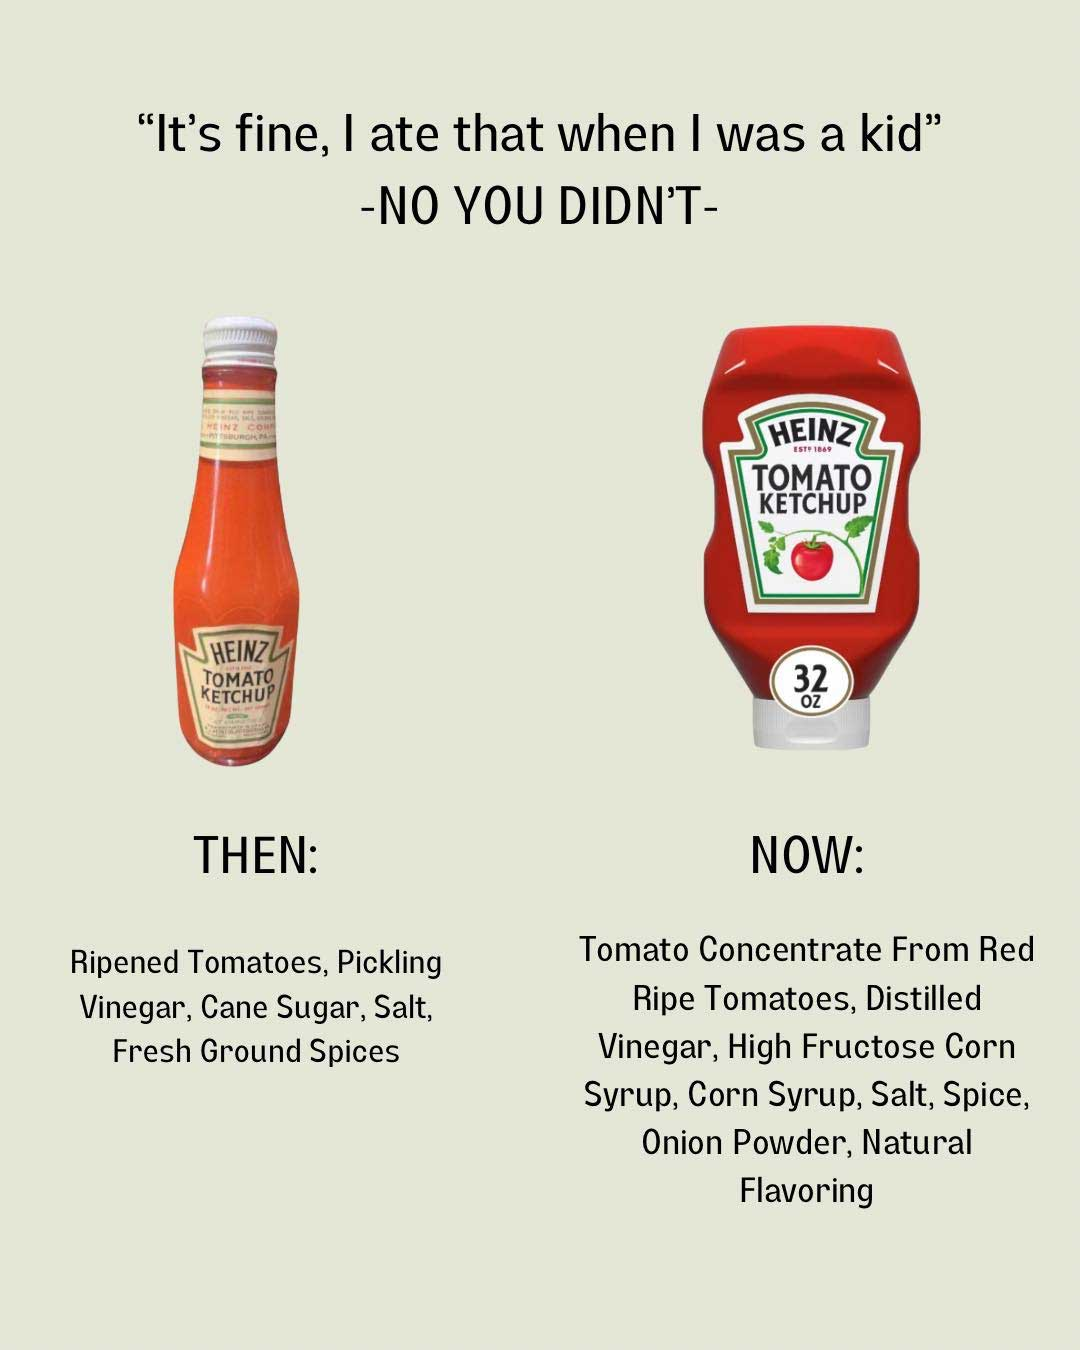 “It’s fine, I ate that when I was a kid”
-NO YOU DIDN’T-
HEINZ
TOMATO
KETCHUP
HEINZ
ESTD 1869
TOMATO
KETCHUP
32
OZ
THEN:
Ripened Tomatoes, Pickling
Vinegar, Cane Sugar, Salt,
Fresh Ground Spices
NOW:
Tomato Concentrate From Red
Ripe Tomatoes, Distilled
Vinegar, High Fructose Corn
Syrup, Corn Syrup, Salt, Spice,
Onion Powder, Natural
Flavoring